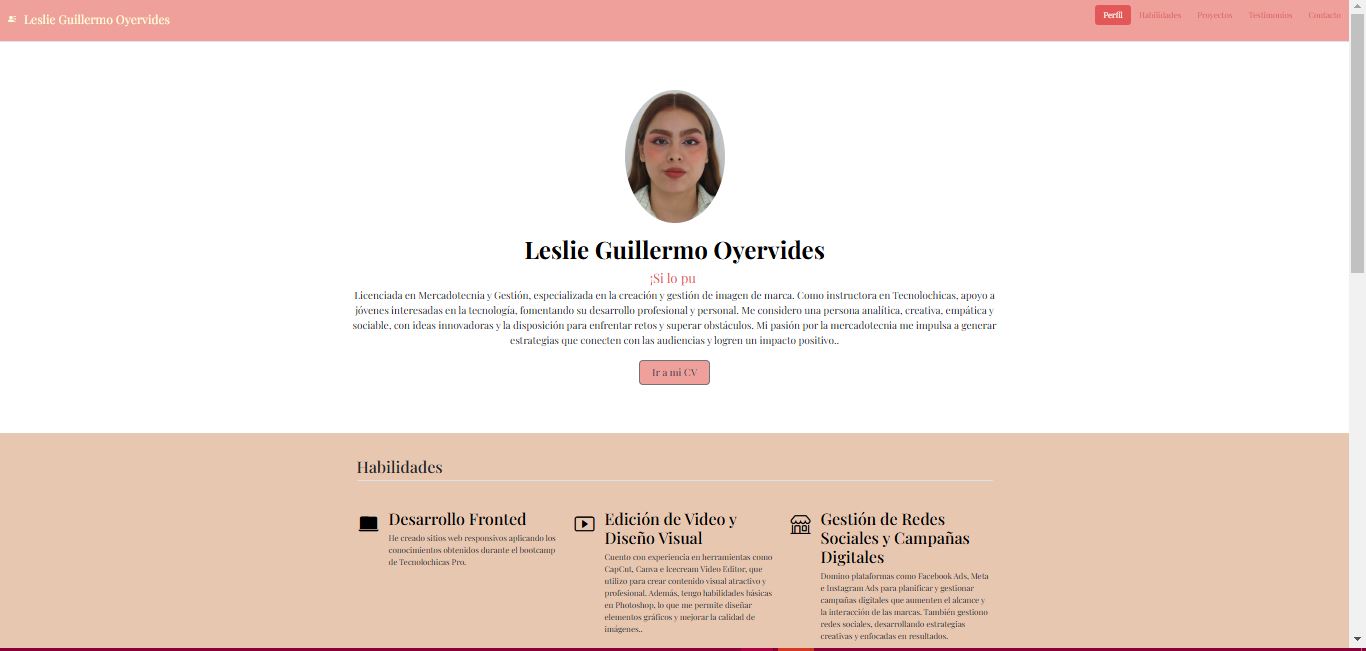 Leslie Guillermo Oyervides
Perfil Habilidades Proyectos Testimonios Contacto
Leslie Guillermo Oyervides
¡Si lo pu
Licenciada en Mercadotecnia y Gestión, especializada en la creación y gestión de imagen de marca. Como instructora en Tecnolochicas, apoyo a
jóvenes interesadas en la tecnología, fomentando su desarrollo profesional y personal. Me considero una persona analítica, creativa, empática y
sociable, con ideas innovadoras y la disposición para enfrentar retos y superar obstáculos. Mi pasión por la mercadotecnia me impulsa a generar
estrategias que conecten con las audiencias y logren un impacto positivo..
Ir a mi CV
Habilidades
Desarrollo Fronted
He creado sitios web responsivos aplicando los
conocimientos obtenidos durante el bootcamp
de Tecnolochicas Pro.
Edición de Video y
Diseño Visual
Cuento con experiencia en herramientas como
CapCut, Canva e Icecream Video Editor, que
utilizo para crear contenido visual atractivo y
profesional. Además, tengo habilidades básicas
en Photoshop, lo que me permite diseñar
elementos gráficos y mejorar la calidad de
imágenes..
Gestión de Redes
Sociales y Campañas
Digitales
Domino plataformas como Facebook Ads, Meta
e Instagram Ads para planificar y gestionar
campañas digitales que aumenten el alcance y
la interacción de las marcas. También gestiono
redes sociales, desarrollando estrategias
creativas y enfocadas en resultados.